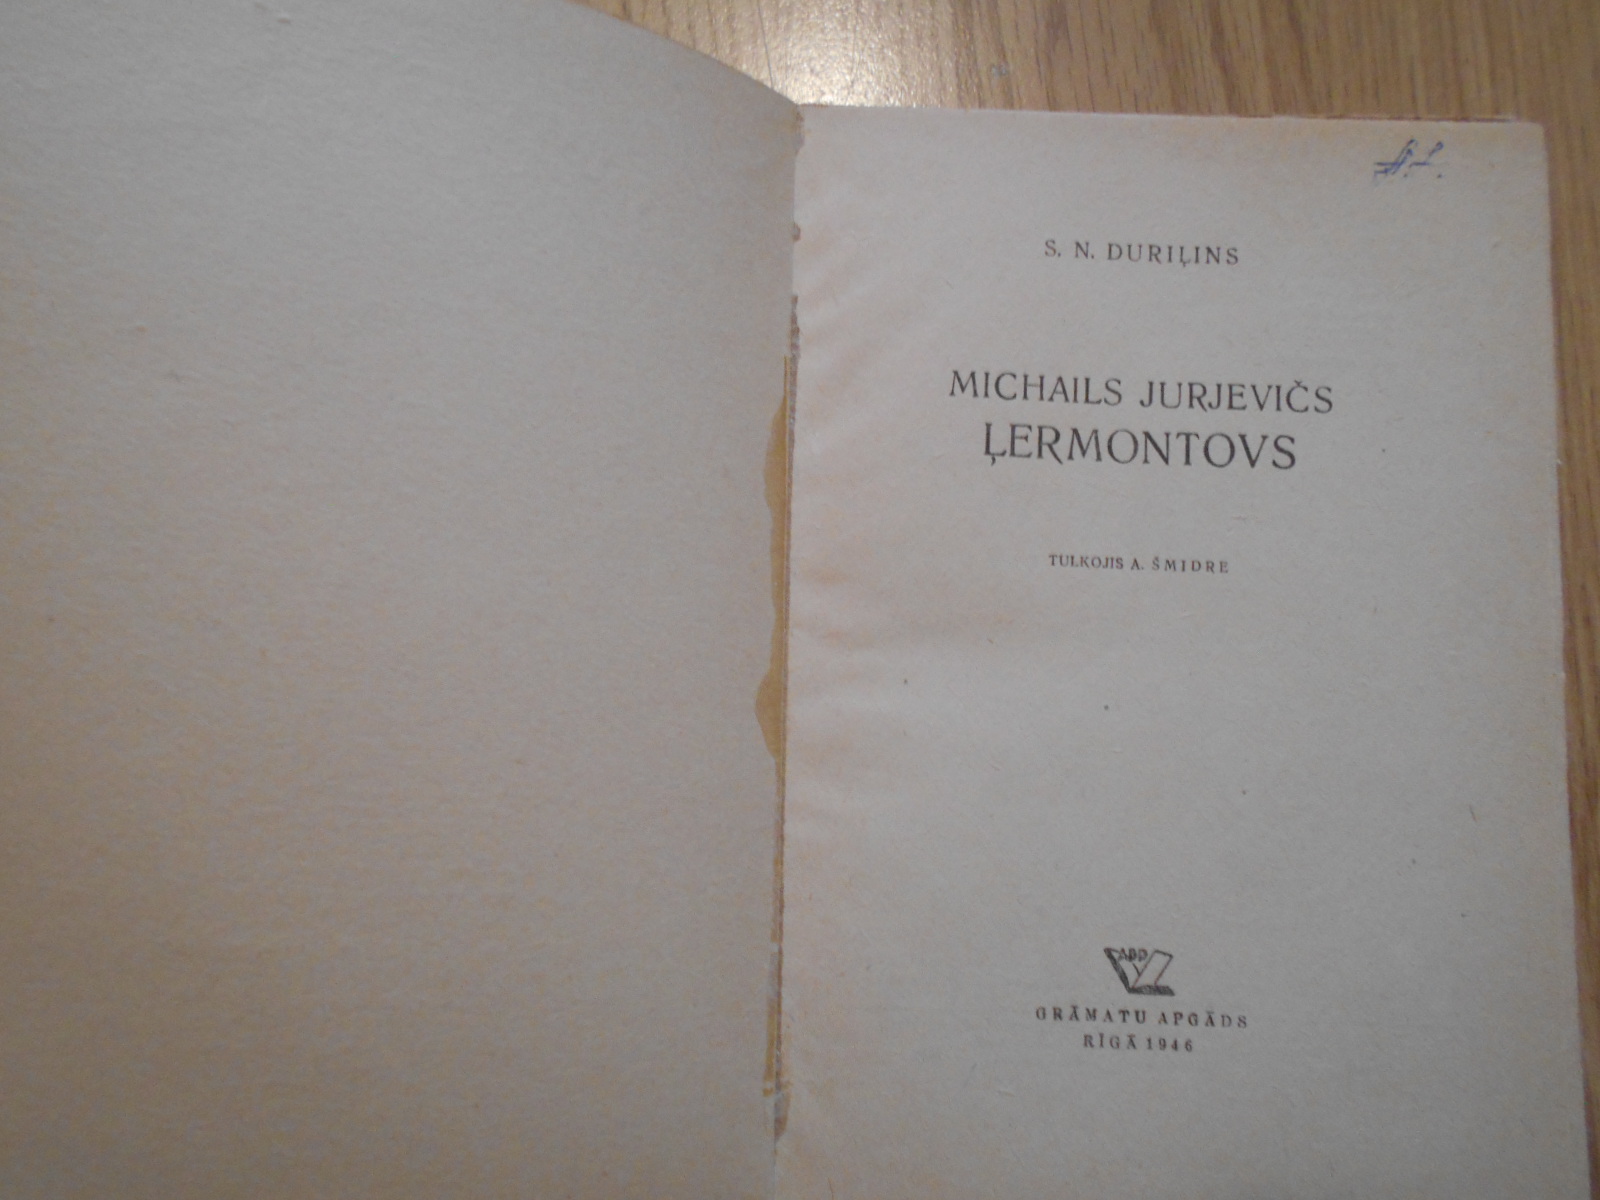 S. N. DURIĻINS
MICHAILS JURJEVIČS
ĻERMONTOVS
TULKOJIS A. ŠMIDRE
GRĀMATU APGĀDS
RĪGĀ 1946